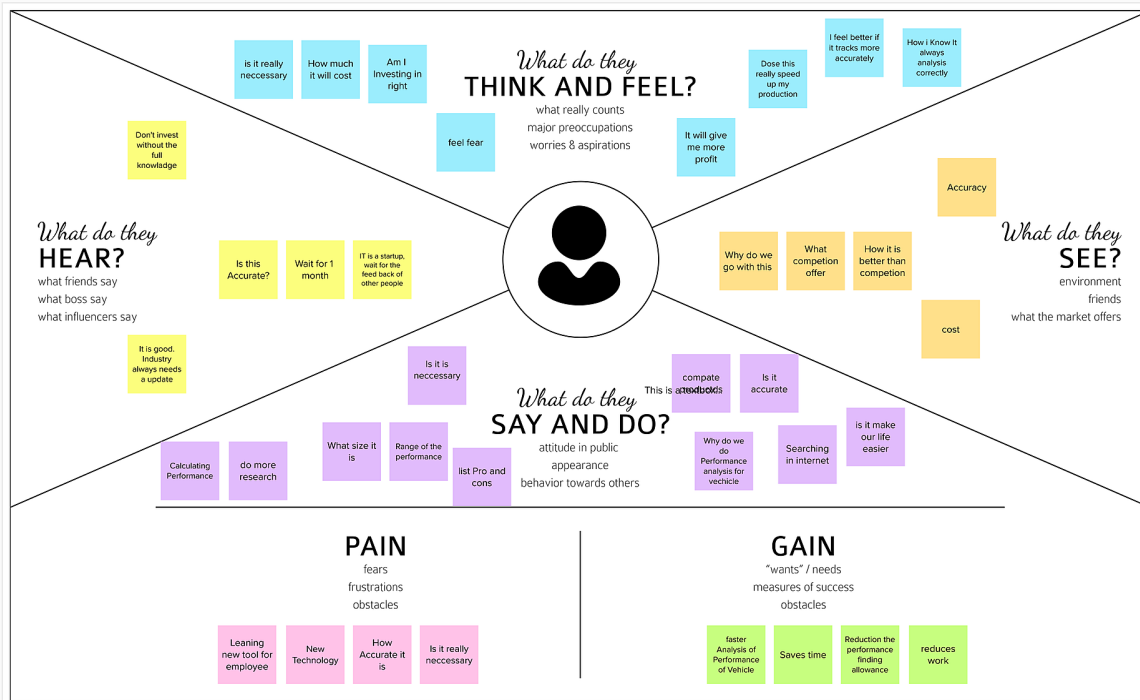 What do they
THINK AND FEEL?
what really counts
major preoccupations
worries & aspirations
is it really
neccessary
How much
it will cost
Am I
Investing in
right
feel fear
Dose this
really speed
up my
production
I feel better if
it tracks more
accurately
How i Know It
always
analysis
correctly
It will give
me more
profit
What do they
HEAR?
what friends say
what boss say
what influencers say
Don't invest
without the
full
knowladge
Is this
Accurate?
Wait for 1
month
IT is a startup,
wait for the
feed back of
other people
It is good.
Industry
always needs
a update
What do they
SEE?
environment
friends
what the market offers
Accuracy
Why do we
go with this
What
competion
offer
How it is
better than
competion
cost
What do they
SAY AND DO?
attitude in public
appearance
behavior towards others
Is it is
neccessary
Calculating
Performance
do more
research
What size it
is
Range of the
performance
list Pro and
cons
compate
This is a
Is it
accurate
Why do we
do
Performance
analysis for
vechicle
Searching
in internet
is it make
our life
easier
PAIN
fears
frustrations
obstacles
Leaning
new tool for
employee
New
Technology
How
Accurate it
is
Is it really
neccessary
GAIN
"wants" / needs
measures of success
obstacles
faster
Analysis of
Performance
of Vehicle
Saves time
Reduction the
performance
finding
allowance
reduces
work